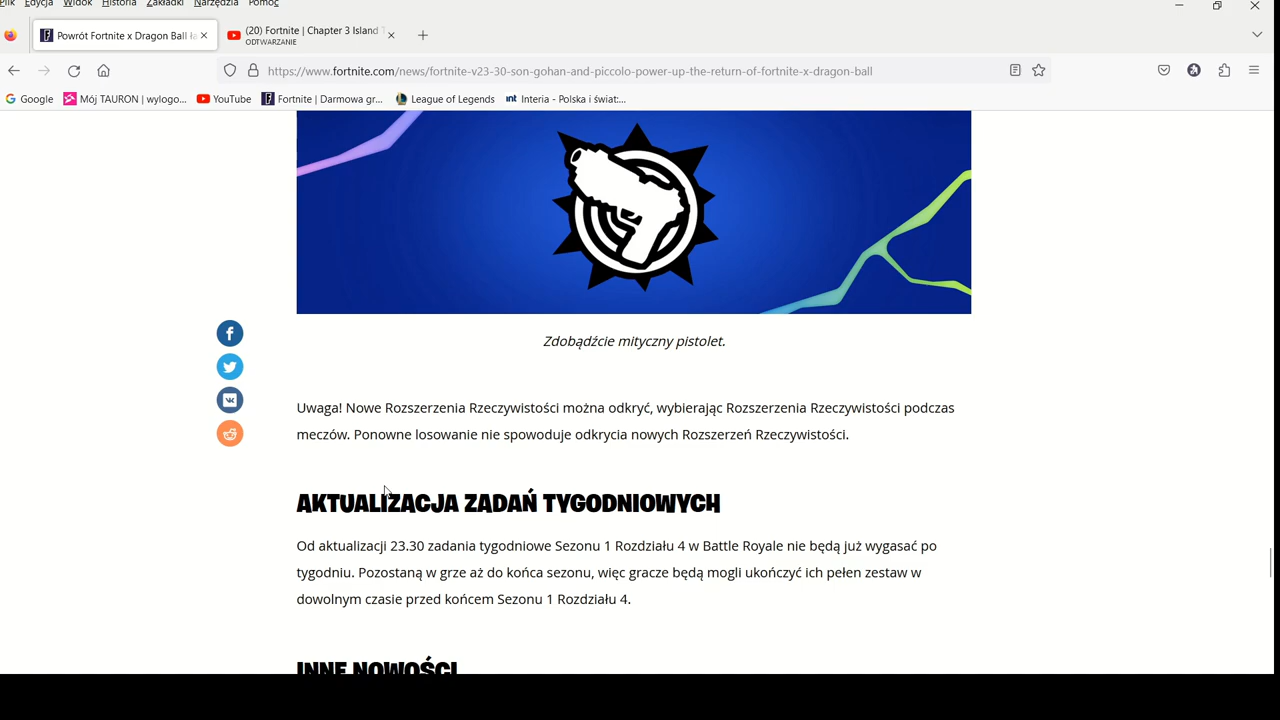 Plik Edycja Widok Historia Zakładki Narzędzia Pomoc
Powrót Fortnite x Dragon Ball
(20) Fortnite | Chapter 3 Island
ODTWARZANIE
https://www.fortnite.com/news/fortnite-v23-30-son-gohan-and-piccolo-power-up-the-return-of-fortnite-x-dragon-ball
Google Mój TAURON | wylogo... YouTube Fortnite | Darmowa gr... League of Legends int Interia - Polska i świat:...
Zdobądźcie mityczny pistolet.
Uwaga! Nowe Rozszerzenia Rzeczywistości można odkryć, wybierając Rozszerzenia Rzeczywistości podczas
meczów. Ponowne losowanie nie spowoduje odkrycia nowych Rozszerzeń Rzeczywistości.
AKTUALIZACJA ZADAŃ TYGODNIOWYCH
Od aktualizacji 23.30 zadania tygodniowe Sezonu 1 Rozdziału 4 w Battle Royale nie będą już wygasać po
tygodniu. Pozostaną w grze aż do końca sezonu, więc gracze będą mogli ukończyć ich pełen zestaw w
dowolnym czasie przed końcem Sezonu 1 Rozdziału 4.
INNE NOWOŚCI